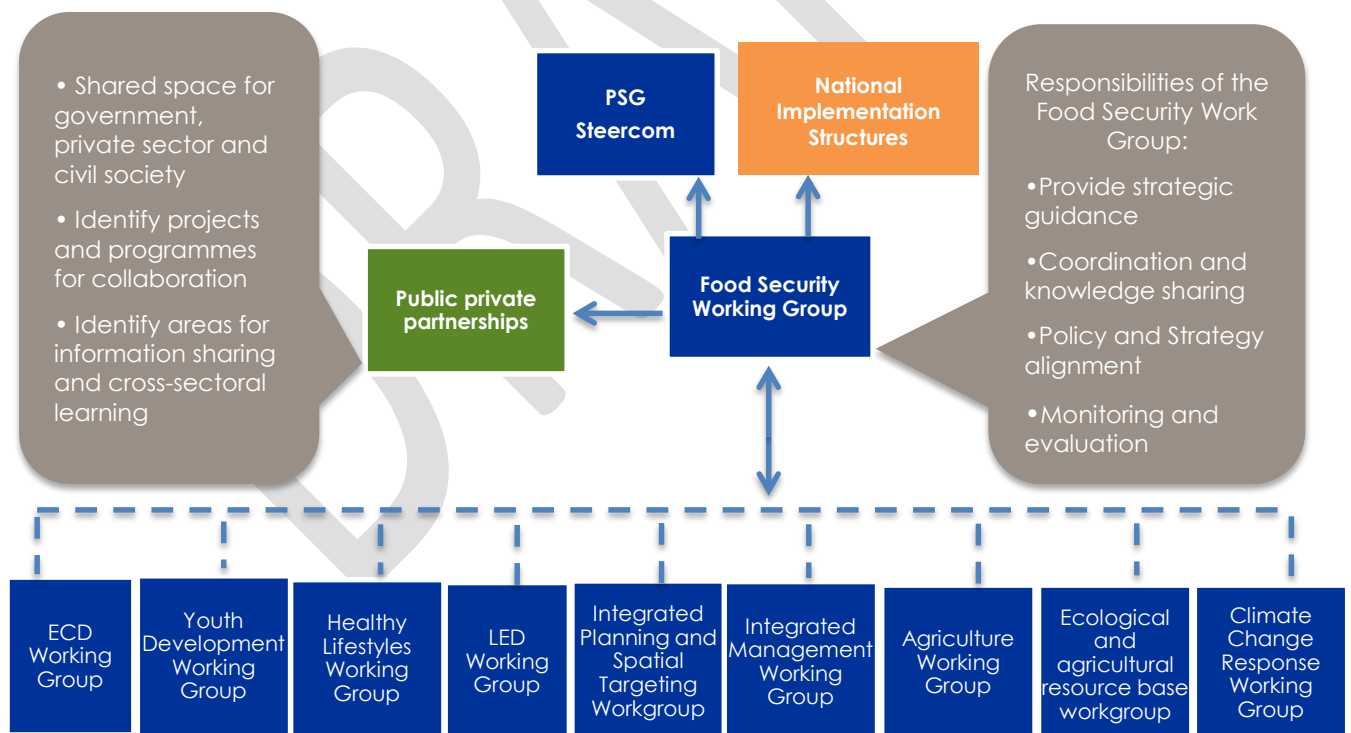 • Shared space for
government,
private sector and
civil society
• Identify projects
and programmes
for collaboration
• Identify areas for
information sharing
and cross-sectoral
learning
PSG
Steercom
National
Implementation
Structures
Public private
partnerships
Food Security
Working Group
Responsibilities of the
Food Security Work
Group:
•Provide strategic
guidance
•Coordination and
knowledge sharing
•Policy and Strategy
alignment
•Monitoring and
evaluation
ECD
Working
Group
Youth
Development
Working
Group
Healthy
Lifestyles
Working
Group
LED
Working
Group
Integrated
Planning and
Spatial
Targeting
Workgroup
Integrated
Management
Working
Group
Agriculture
Working
Group
Ecological
and
agricultural
resource base
workgroup
Climate
Change
Response
Working
Group